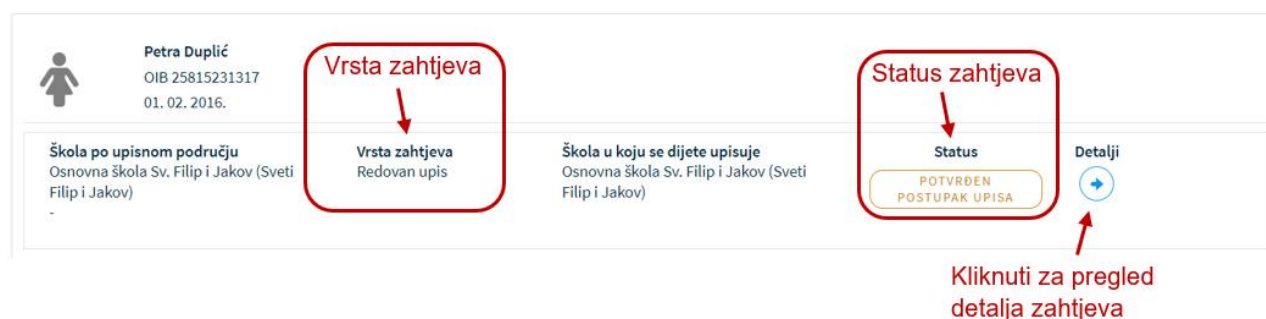 Petra Duplić
OIB 25815231317
01. 02. 2016.
Vrsta zahtjeva
Status zahtjeva
Škola po upisnom području
Osnovna škola Sv. Filip i Jakov (Sveti
Filip i Jakov)
-
Vrsta zahtjeva
Redovan upis
Škola u koju se dijete upisuje
Osnovna škola Sv. Filip i Jakov (Sveti
Filip i Jakov)
Status
POTVRĐEN
POSTUPAK UPISA
Detalji
Kliknuti za pregled
detalja zahtjeva